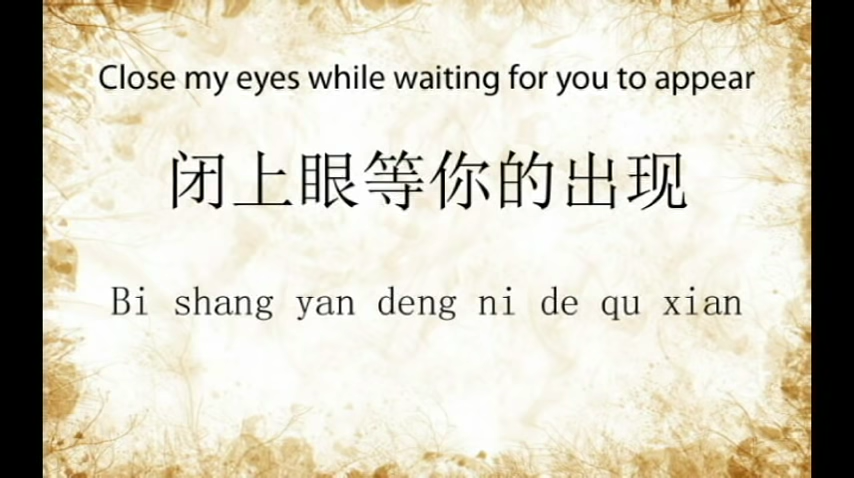 Close my eyes while waiting for you to appear
闭上眼等你的出现
Bi shang yan deng ni de qu xian